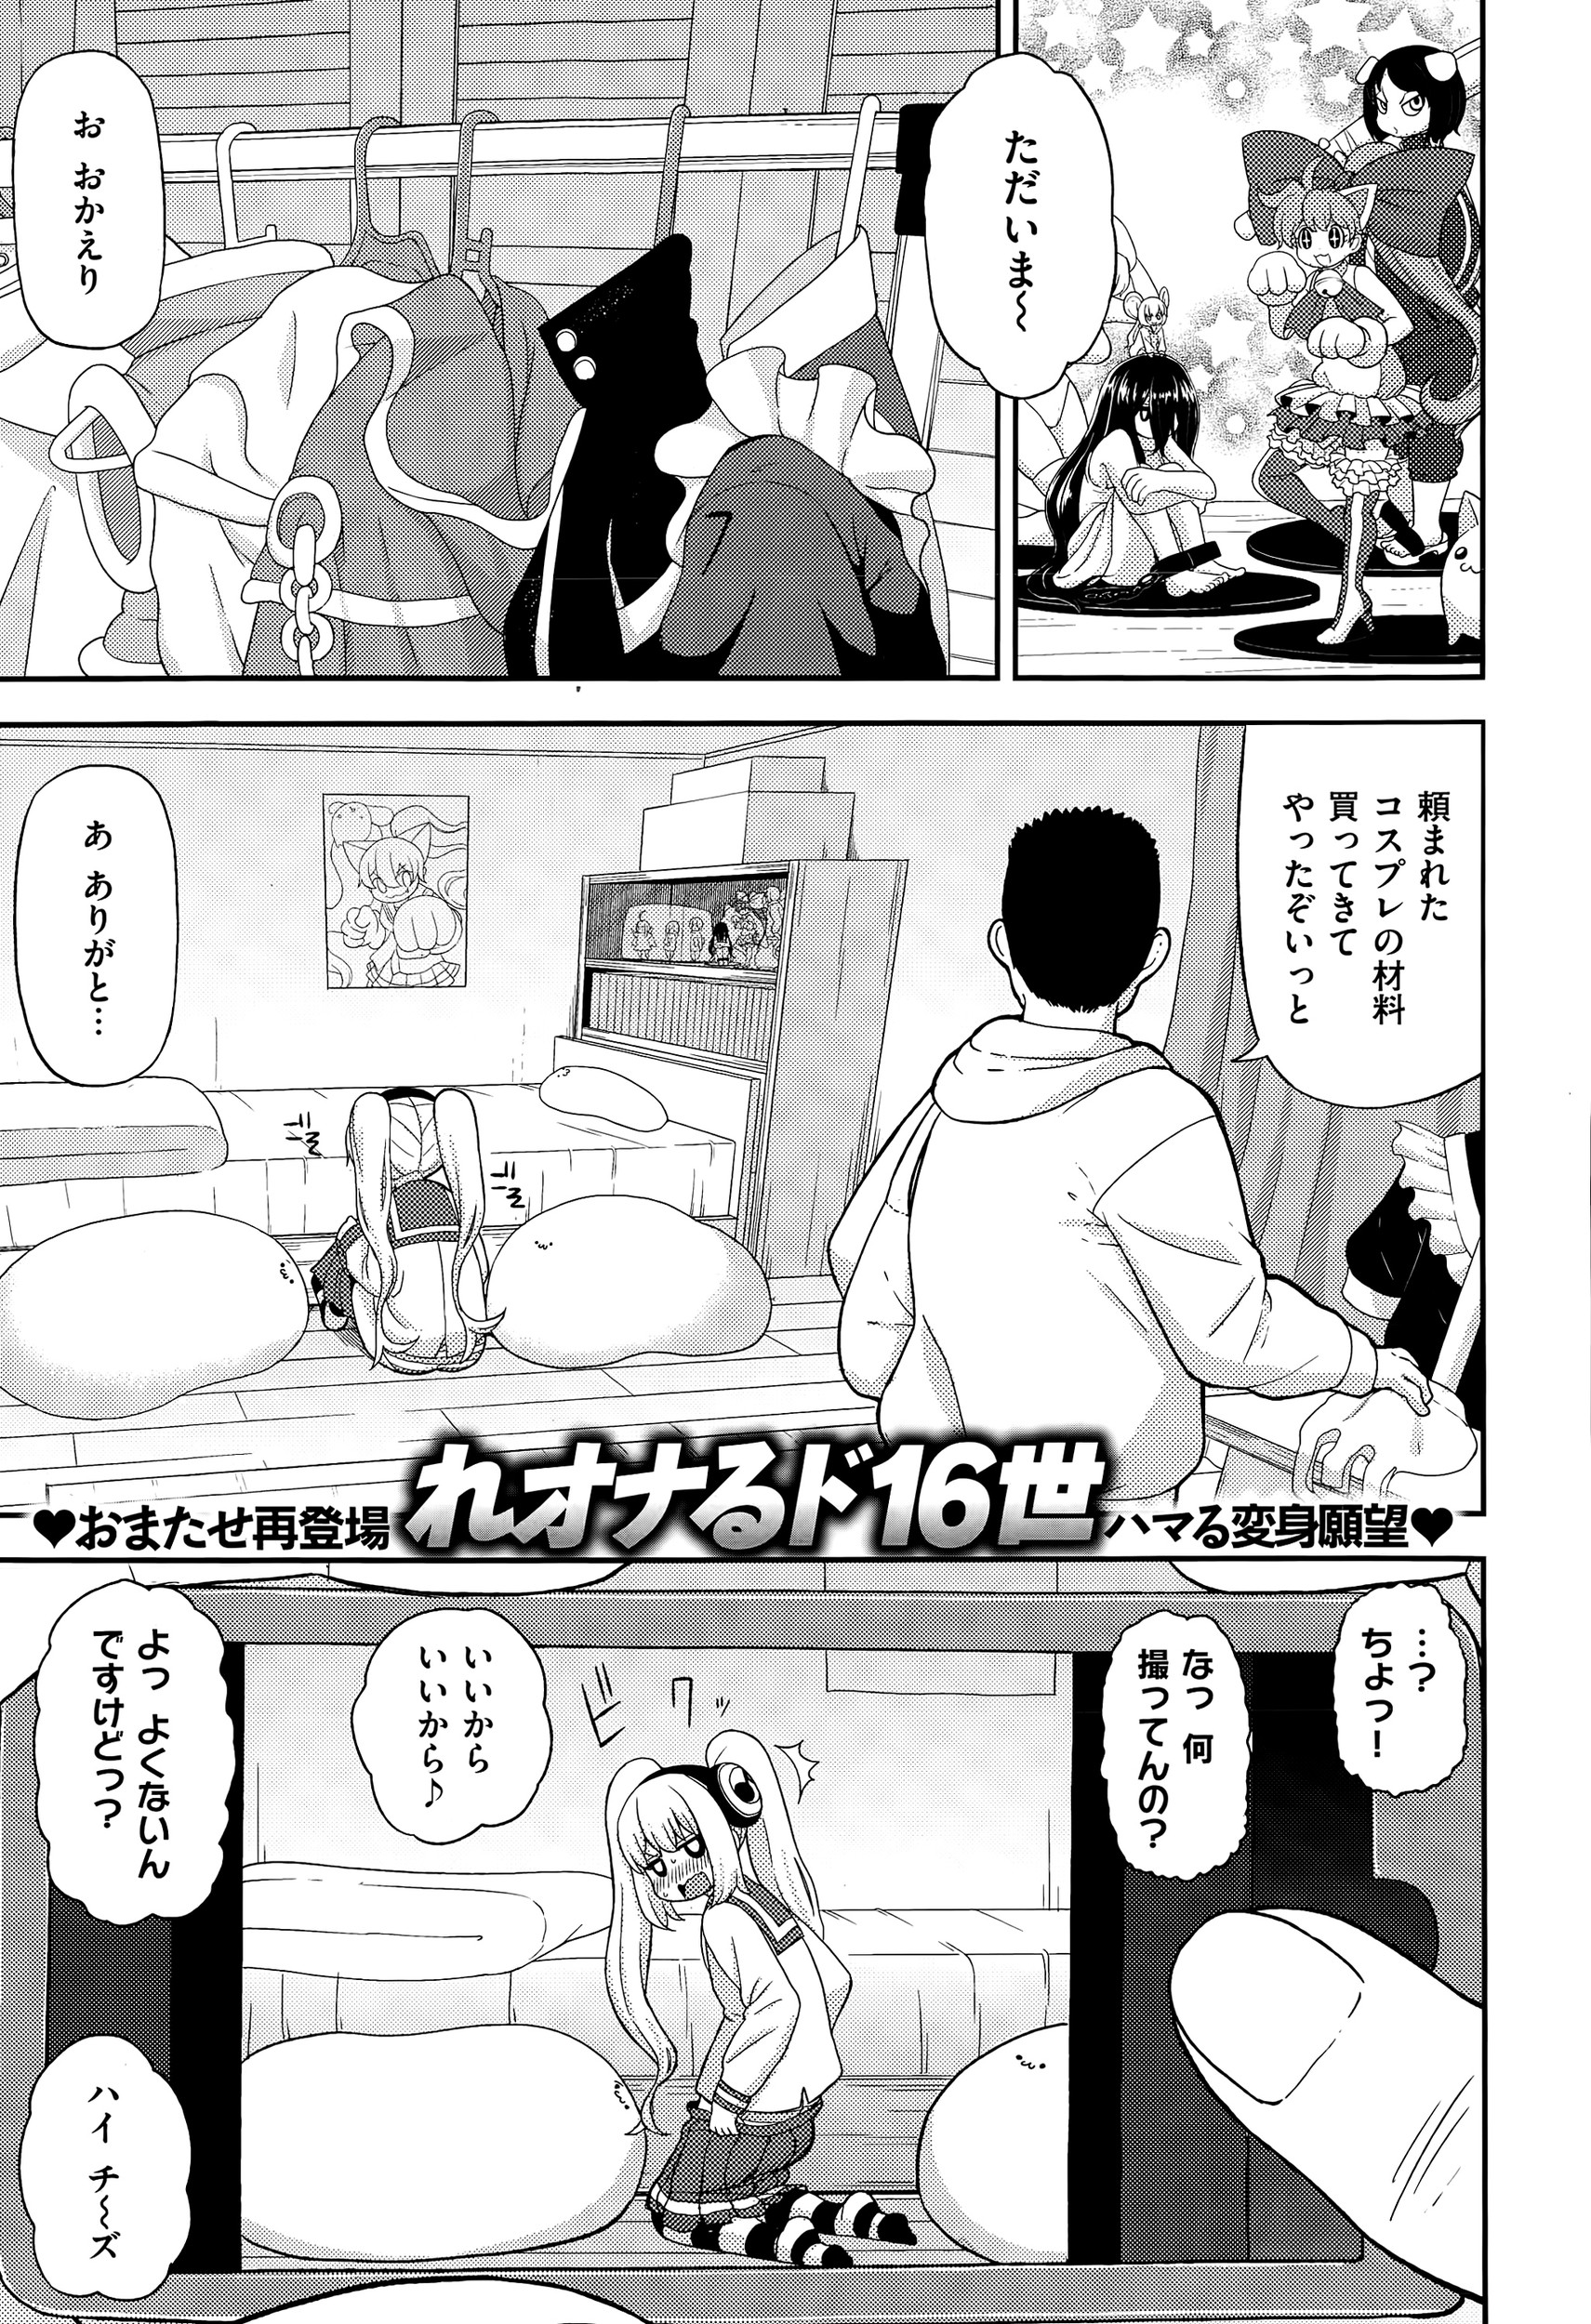 ただいま〜
お おかえり
頼まれた
コスプレの材料
買ってきて
やったぞいっと
あ ありがと…
♥おまたせ再登場
れオナるド16世
ハマる変身願望♥
…?
ちよっ!
なっ 何
撮ってんの?
いいから
いいから♪
よっ よくないん
ですけどっ?
ハイ チ〜ズ